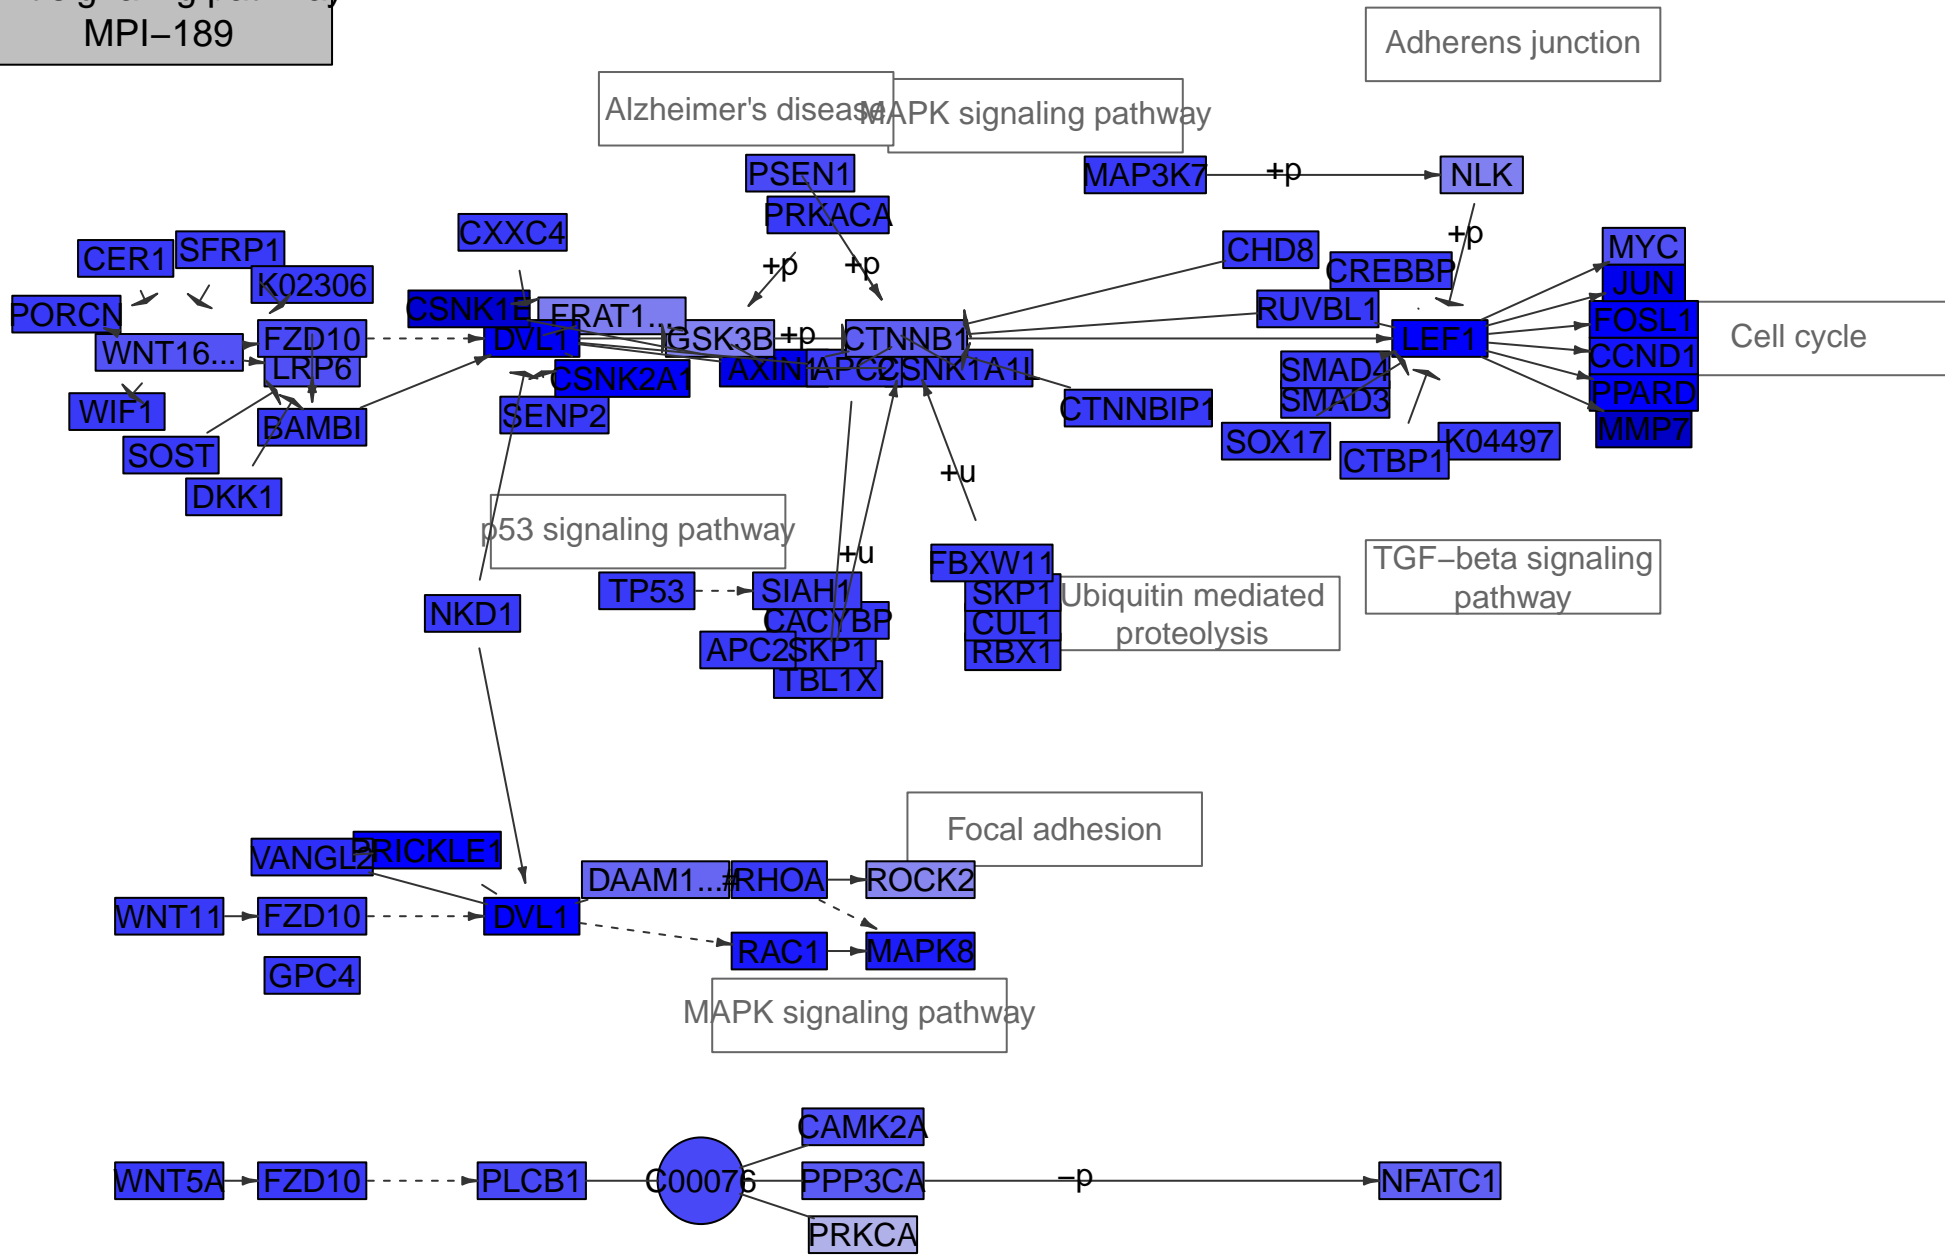 signaling pathway
MPI−189
Adherens junction
Alzheimer's disease
MAPK signaling pathway
PSEN1
MAP3K7
+p
NLK
PRKACA
CXXC4
CER1
SFRP1
K02306
+p
+p
CHD8
CREBBP
+p
MYC
JUN
PORCN
CSNK1E
FRAT1...
RUVBL1
FOSL1
Cell cycle
WNT16...
FZD10
DVL1
GSK3B
+p
CTNNB1
LEF1
CCND1
LRP6
CSNK2A1
AXIN1
APC2
CSNK1A1L
SMAD4
PPARD
WIF1
BAMBI
SENP2
CTNNBIP1
SMAD3
MMP7
SOST
SOX17
CTBP1
K04497
DKK1
+u
p53 signaling pathway
+u
FBXW11
TGF−beta signaling
pathway
TP53
SIAH1
SKP1
Ubiquitin mediated
proteolysis
NKD1
CACYBP
CUL1
APC2
SKP1
RBX1
TBL1X
Focal adhesion
VANGL2
PRICKLE1
DAAM1...
RHOA
ROCK2
WNT11
FZD10
DVL1
RAC1
MAPK8
GPC4
MAPK signaling pathway
CAMK2A
WNT5A
FZD10
PLCB1
C00076
PPP3CA
−p
NFATC1
PRKCA